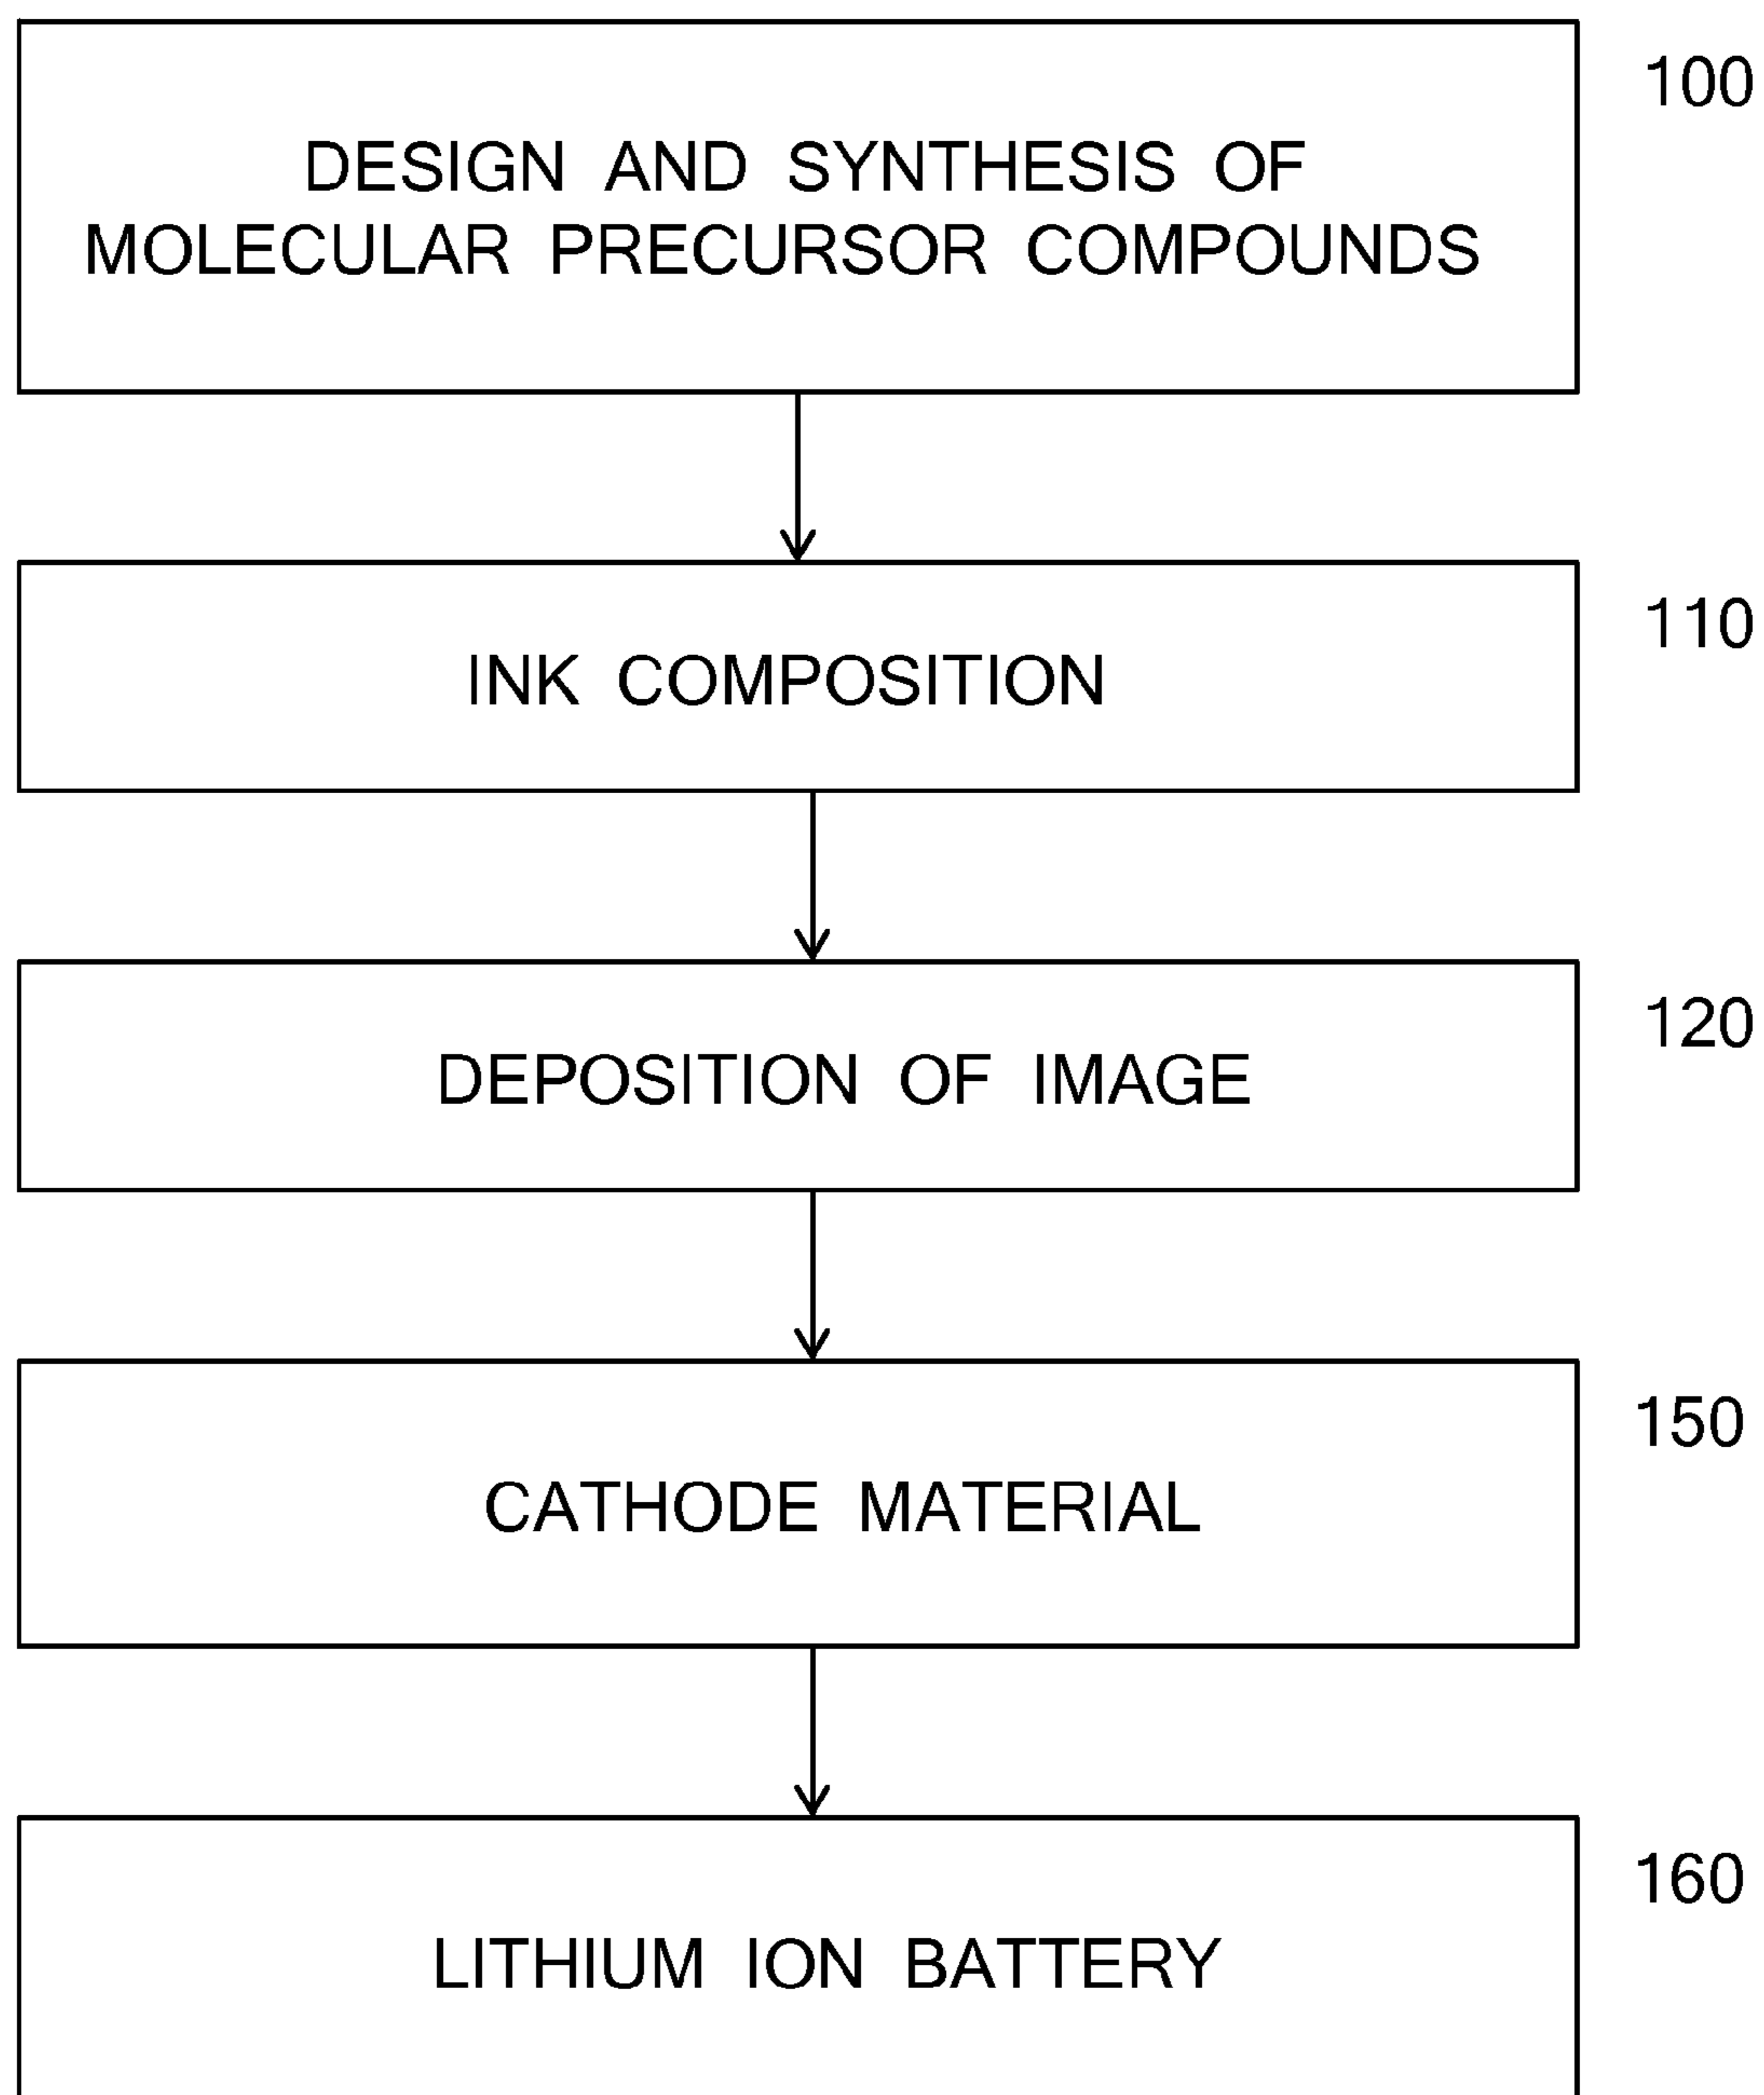 100
DESIGN AND SYNTHESIS OF
MOLECULAR PRECURSOR COMPOUNDS
110
INK COMPOSITION
120
DEPOSITION OF IMAGE
150
CATHODE MATERIAL
160
LITHIUM ION BATTERY